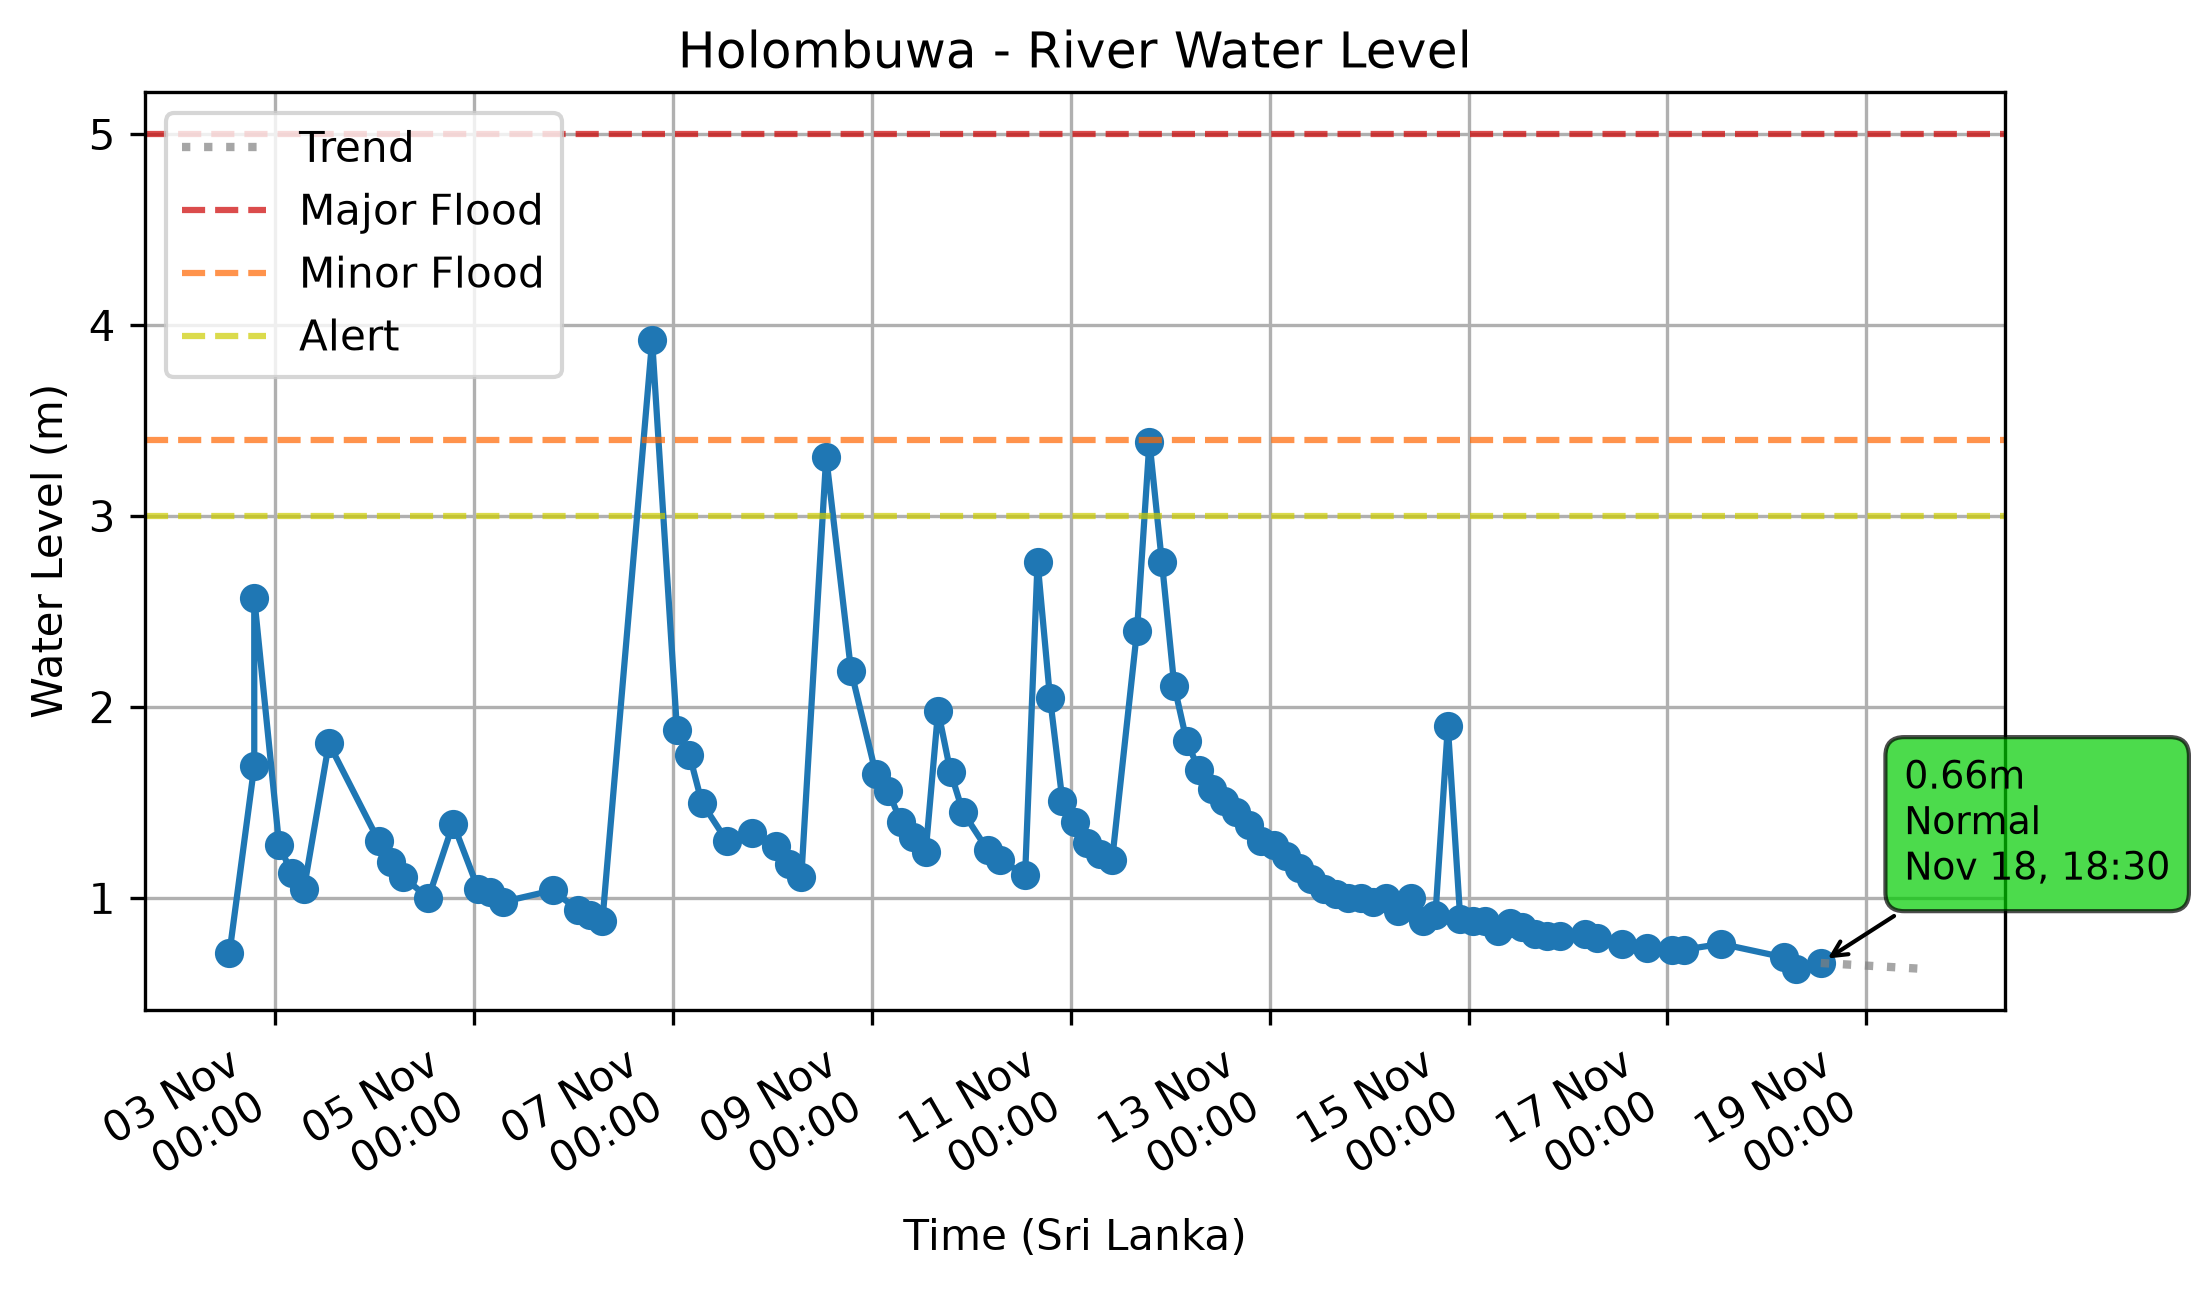 Holombuwa - River Water Level
Trend
Major Flood
Minor Flood
Alert
5
4
3
2
1
Water Level (m)
0.66m
Normal
Nov 18, 18:30
03 Nov
00:00
05 Nov
00:00
07 Nov
00:00
09 Nov
00:00
11 Nov
00:00
13 Nov
00:00
15 Nov
00:00
17 Nov
00:00
19 Nov
00:00
Time (Sri Lanka)